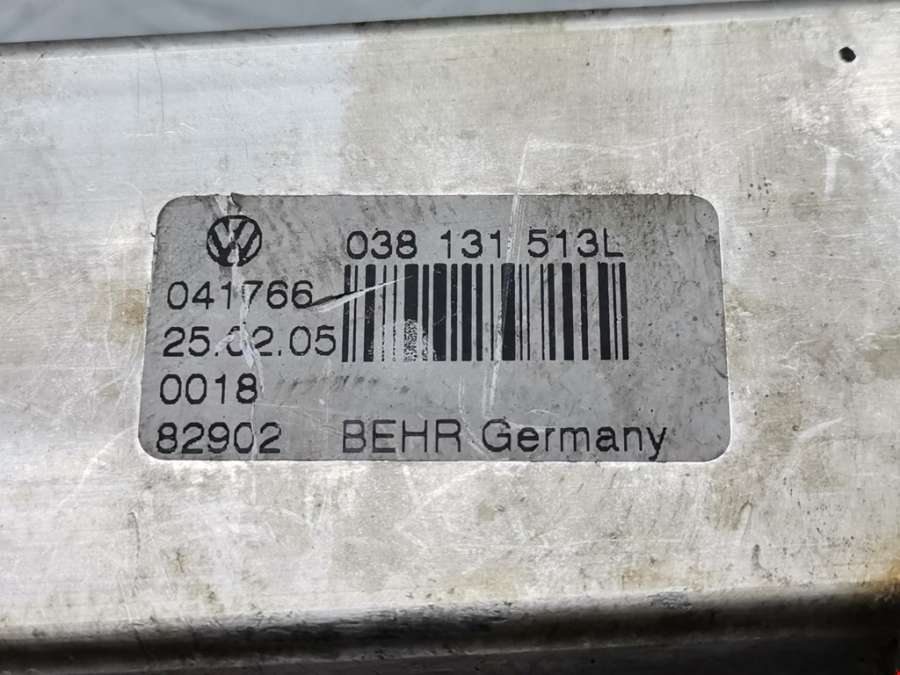 038 131 513L
041766
25.02.05
0018
82902 BEHR Germany